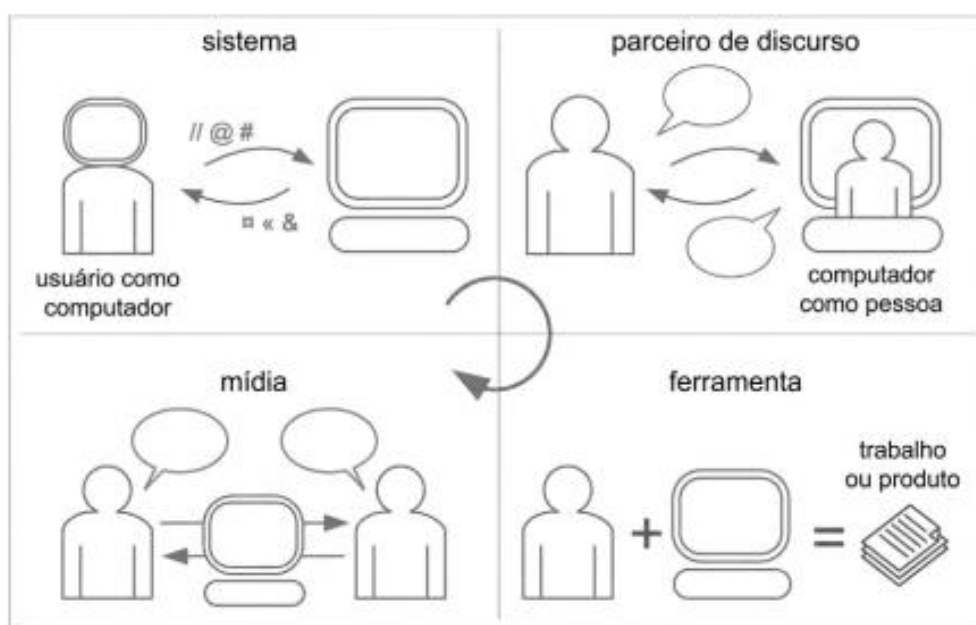 sistema
// @ #
¤ « &
usuário como
computador
parceiro de discurso
computador
como pessoa
mídia
ferramenta
trabalho
ou produto
+
=